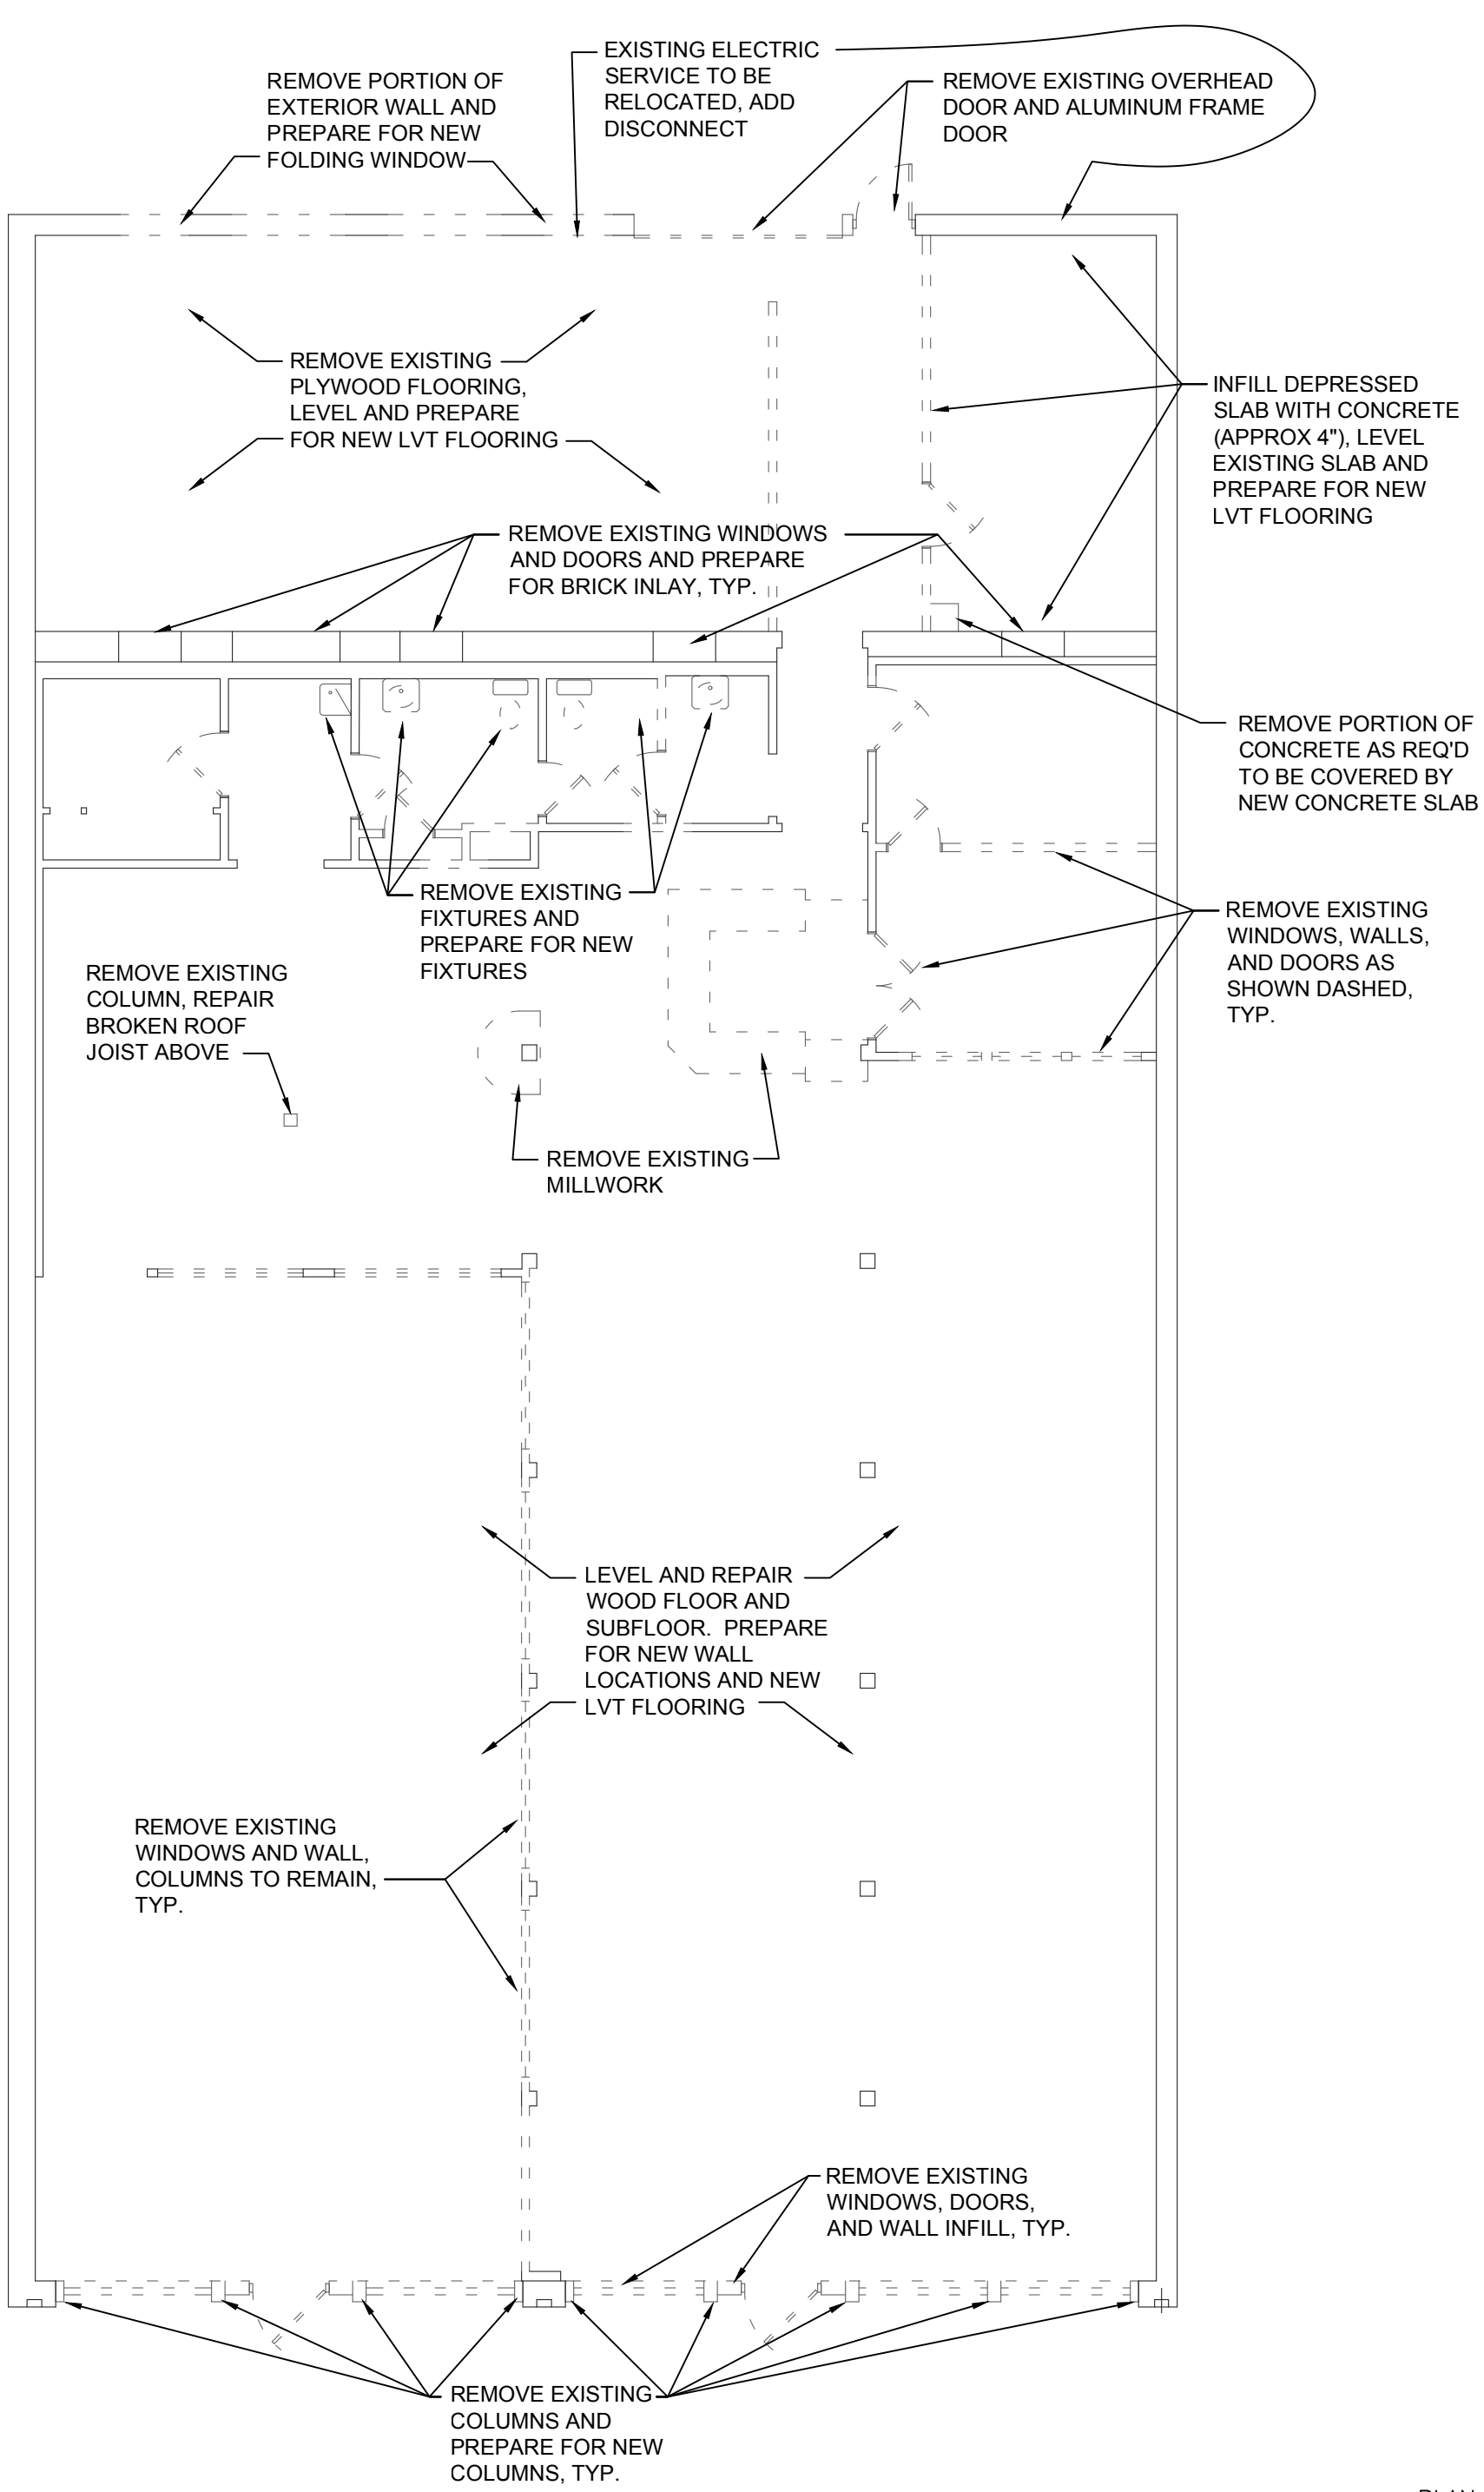 EXISTING ELECTRIC
SERVICE TO BE
RELOCATED, ADD
DISCONNECT
REMOVE PORTION OF
EXTERIOR WALL AND
PREPARE FOR NEW
FOLDING WINDOW
REMOVE EXISTING OVERHEAD
DOOR AND ALUMINUM FRAME
DOOR
REMOVE EXISTING
PLYWOOD FLOORING,
LEVEL AND PREPARE
FOR NEW LVT FLOORING
INFILL DEPRESSED
SLAB WITH CONCRETE
(APPROX 4"), LEVEL
EXISTING SLAB AND
PREPARE FOR NEW
LVT FLOORING
REMOVE EXISTING WINDOWS
AND DOORS AND PREPARE
FOR BRICK INLAY, TYP.
REMOVE PORTION OF
CONCRETE AS REQ'D
TO BE COVERED BY
NEW CONCRETE SLAB
REMOVE EXISTING
FIXTURES AND
PREPARE FOR NEW
FIXTURES
REMOVE EXISTING
WINDOWS, WALLS,
AND DOORS AS
SHOWN DASHED,
TYP.
REMOVE EXISTING
COLUMN, REPAIR
BROKEN ROOF
JOIST ABOVE
REMOVE EXISTING
MILLWORK
LEVEL AND REPAIR
WOOD FLOOR AND
SUBFLOOR. PREPARE
FOR NEW WALL
LOCATIONS AND NEW
LVT FLOORING
REMOVE EXISTING
WINDOWS AND WALL,
COLUMNS TO REMAIN,
TYP.
REMOVE EXISTING
WINDOWS, DOORS,
AND WALL INFILL, TYP.
REMOVE EXISTING
COLUMNS AND
PREPARE FOR NEW
COLUMNS, TYP.